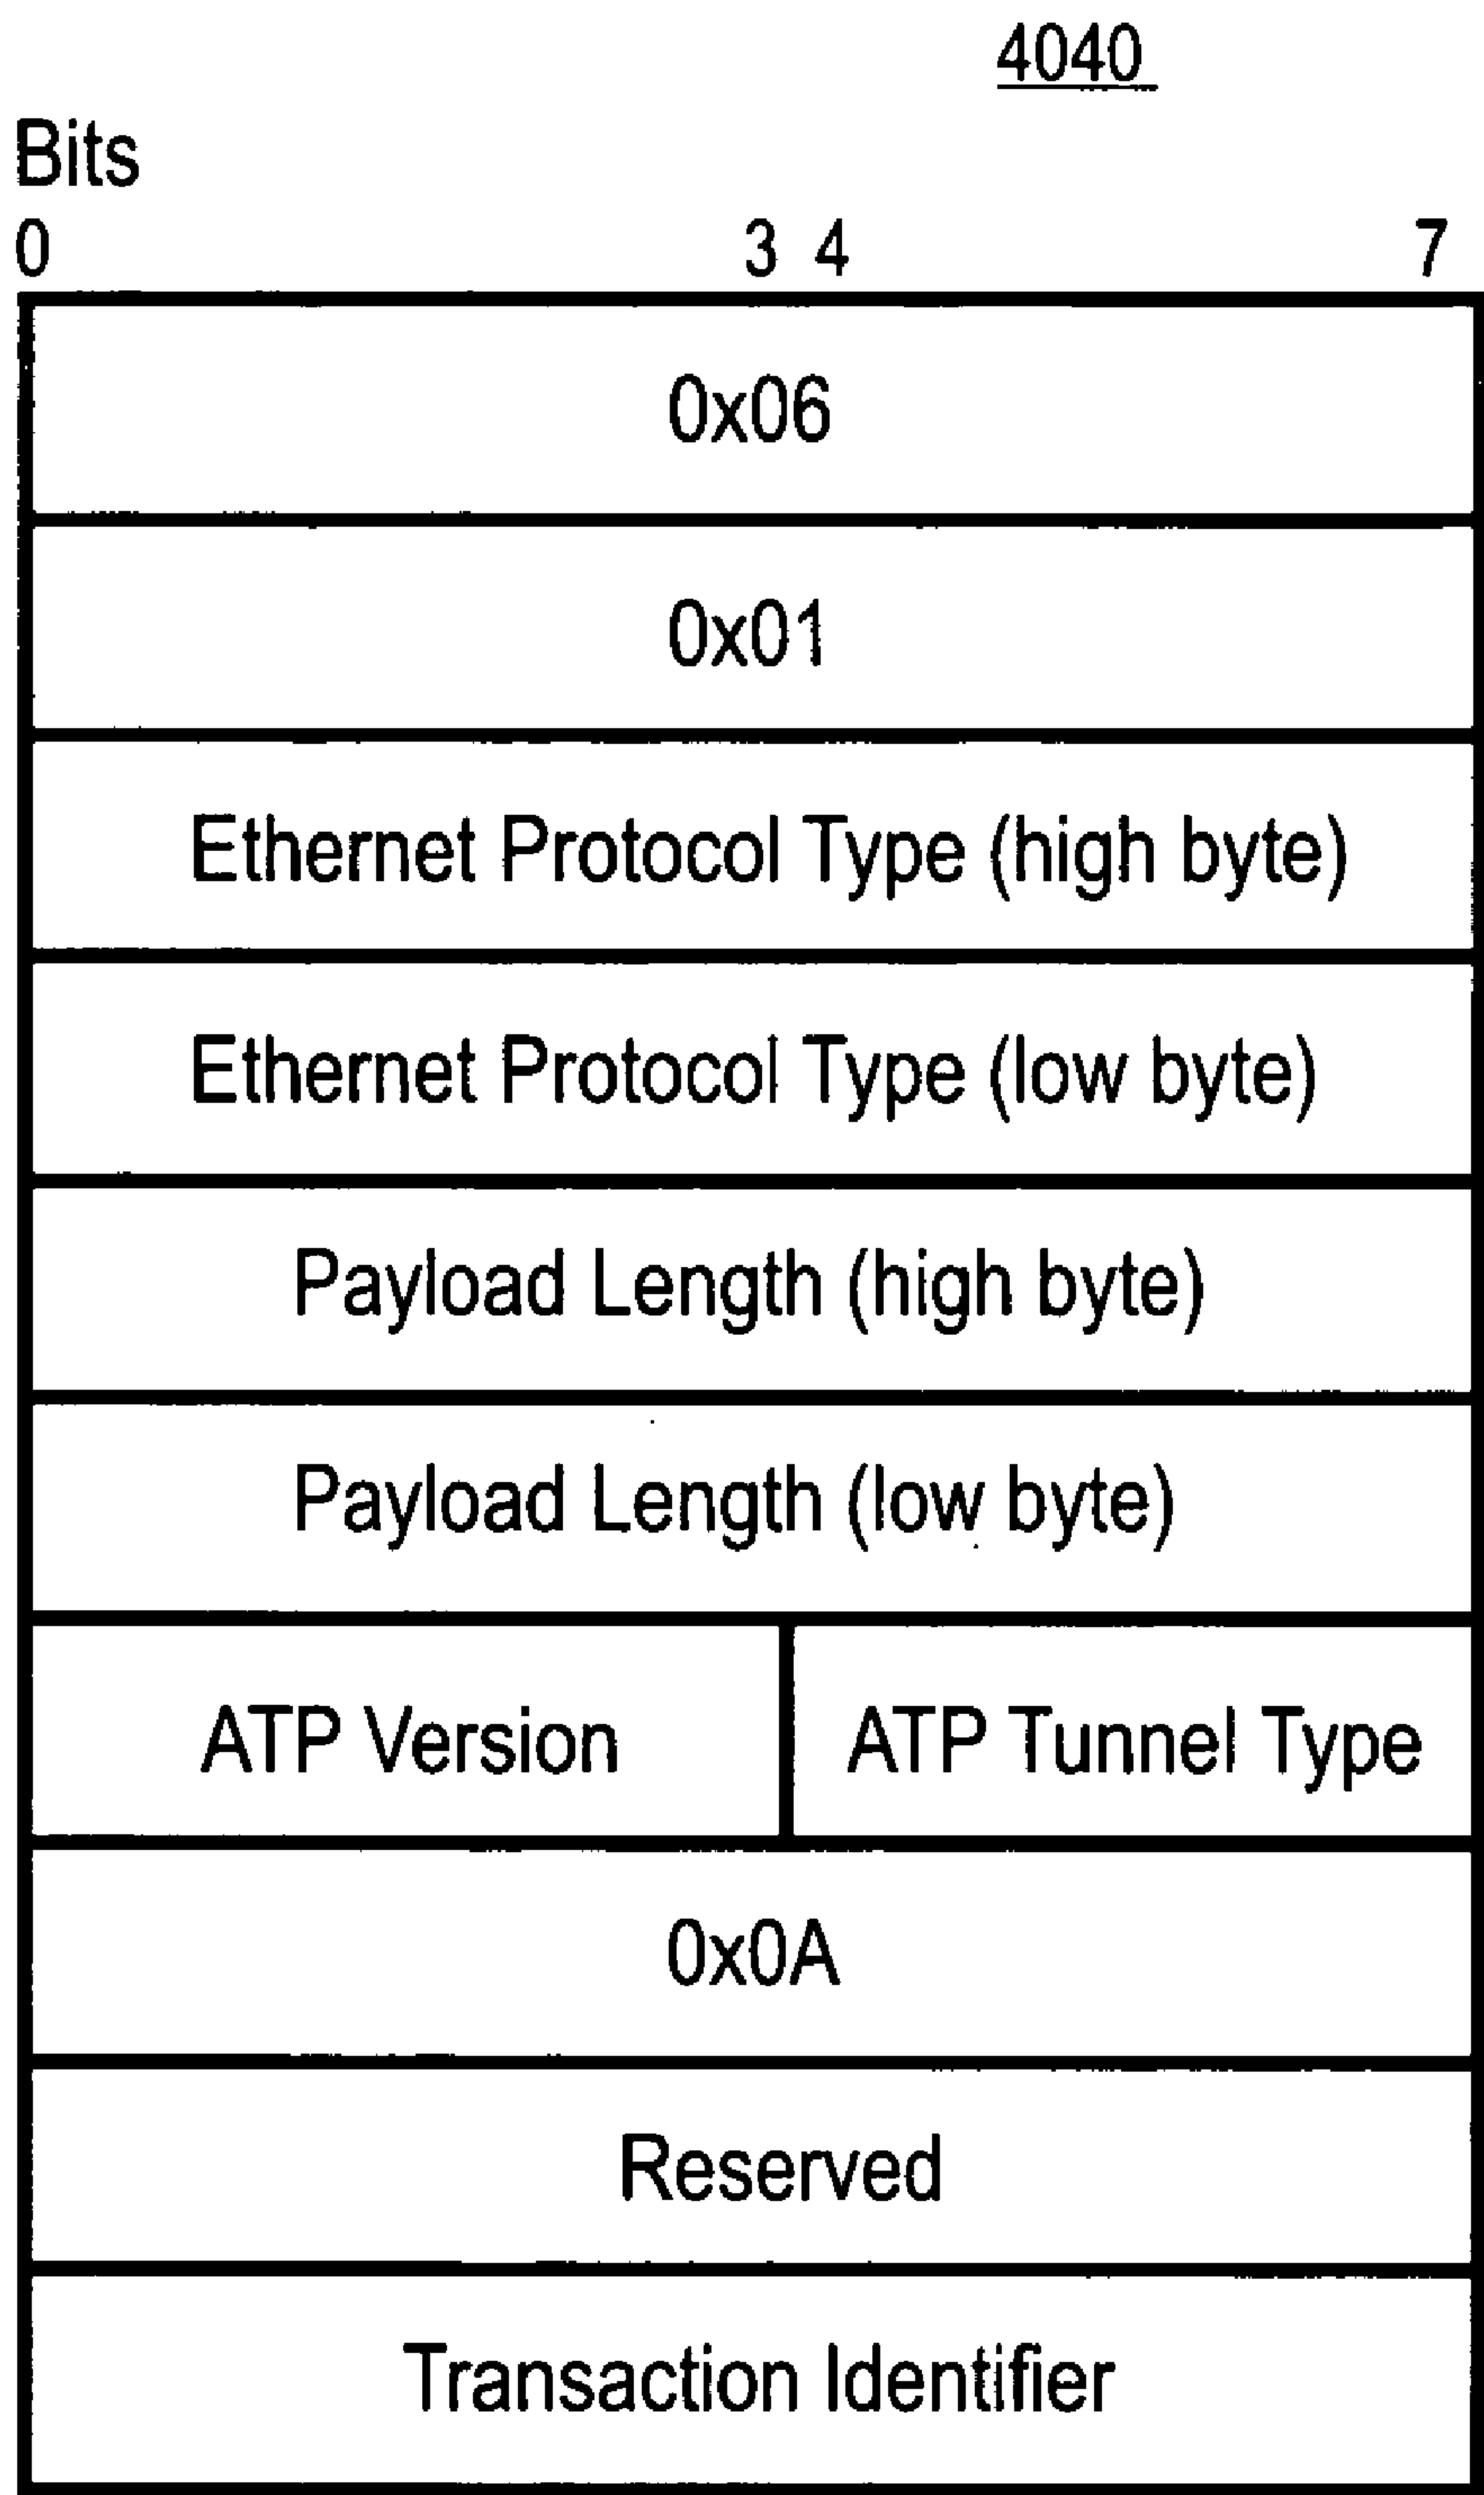 4040
Bits
0 3 4 7
0x06
0x01
Ethernet Protocol Type (high byte)
Ethernet Protocol Type (low byte)
Payload Length (high byte)
Payload Length (low byte)
ATP Version ATP Tunnel Type
0x0A
Reserved
Transaction Identifier